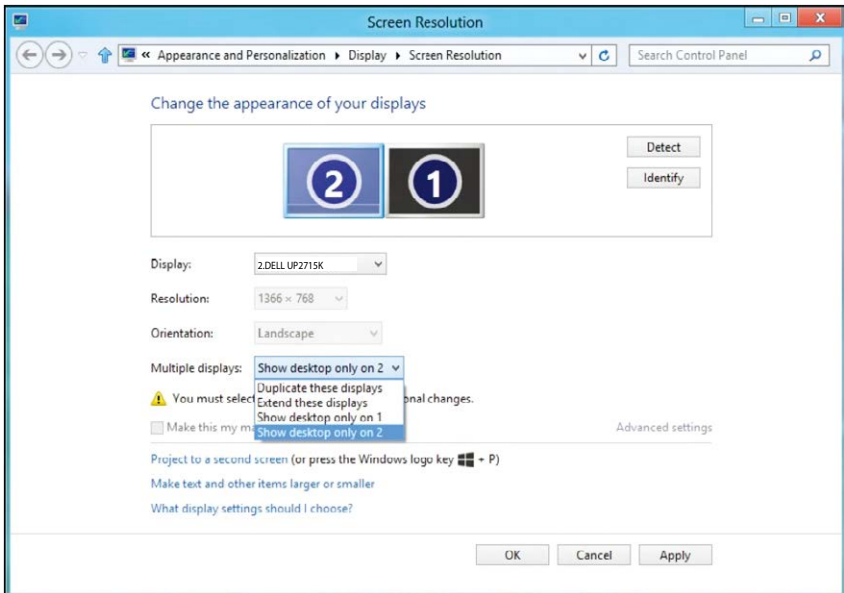 Screen Resolution
« Appearance and Personalization Display Screen Resolution
Search Control Panel
Change the appearance of your displays
2
1
Detect
Identify
Display: 2.DELL UP2715K
Resolution: 1366 × 768
Orientation: Landscape
Multiple displays: Show desktop only on 2
Duplicate these displays
You must select onal changes.
Extend these displays
Show desktop only on 1
Make this my ma Advanced settings
Show desktop only on 2
Project to a second screen (or press the Windows logo key + P)
Make text and other items larger or smaller
What display settings should I choose?
OK Cancel Apply